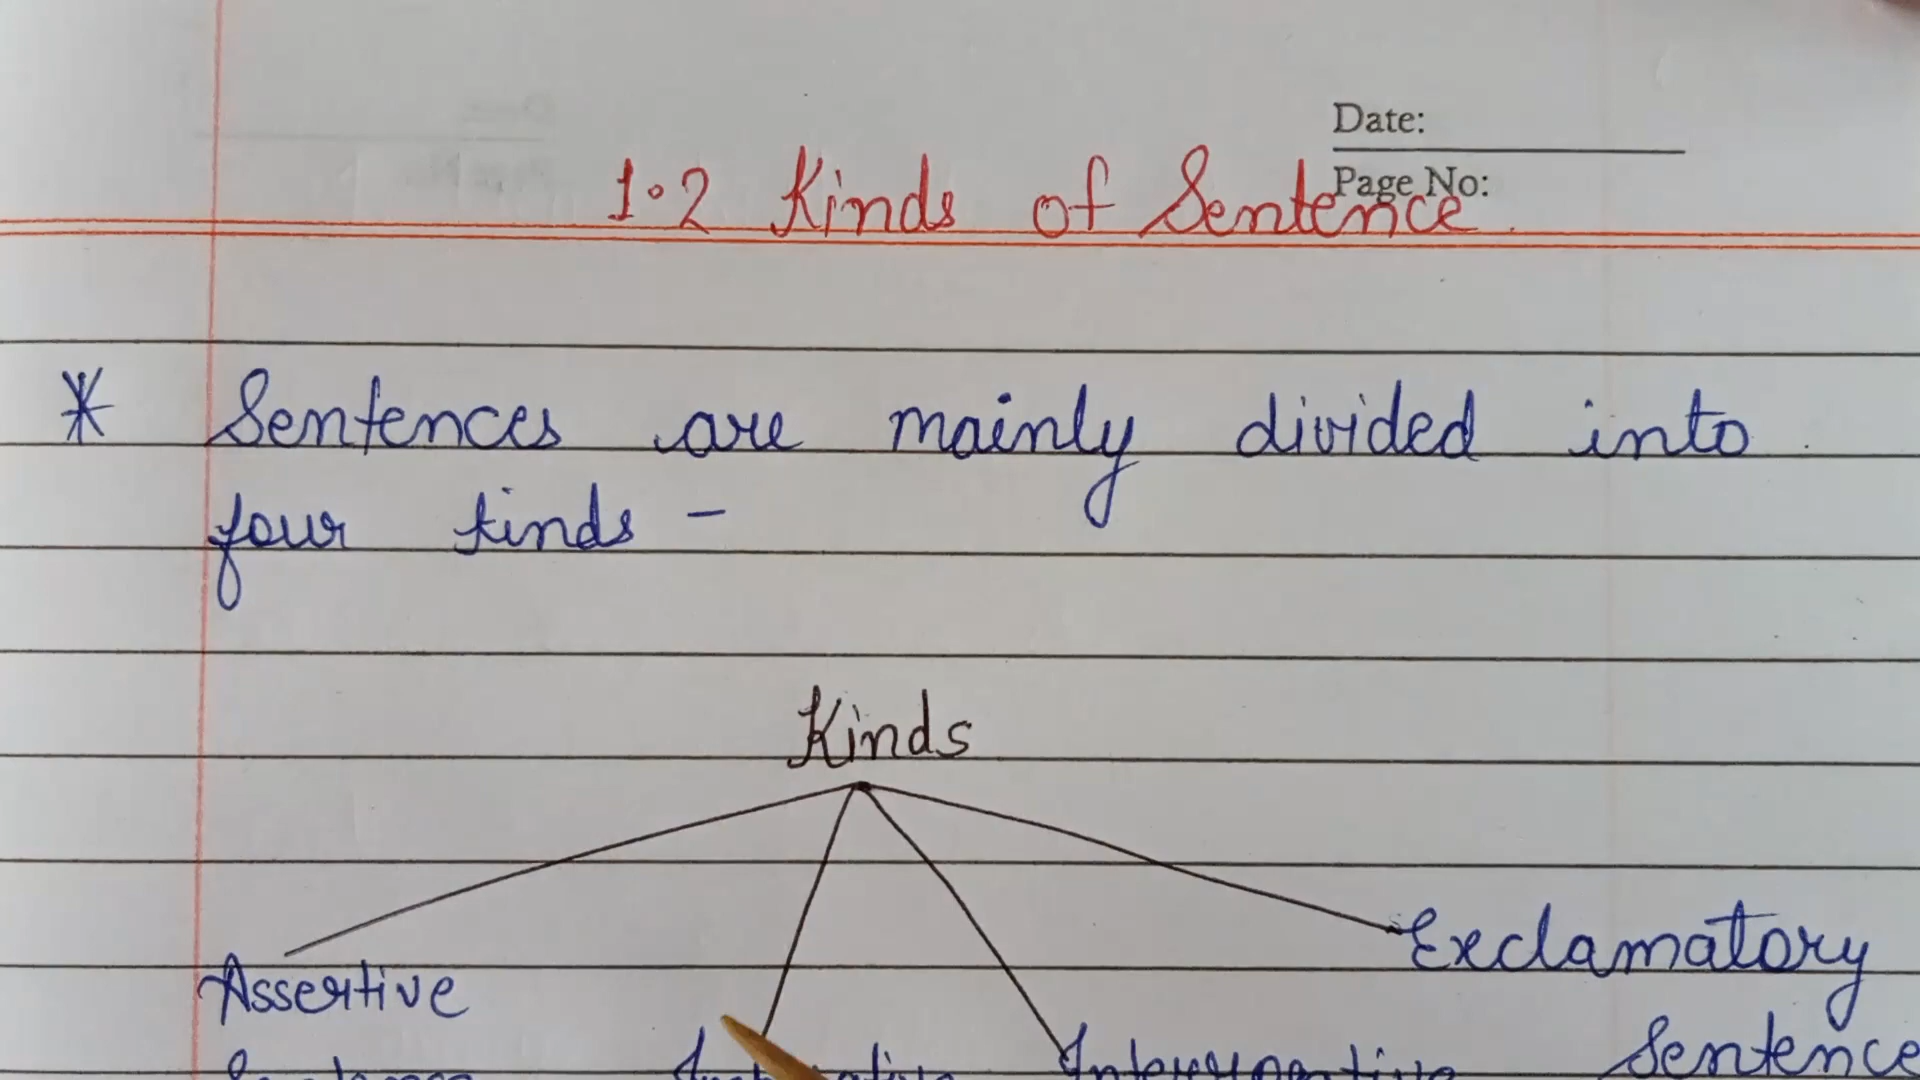 Date:
Page No:
1.2 Kinds of Sentence
* Sentences are mainly divided into
four kinds -
Kinds
Exclamatory
Assertive
Interrogative Sentence